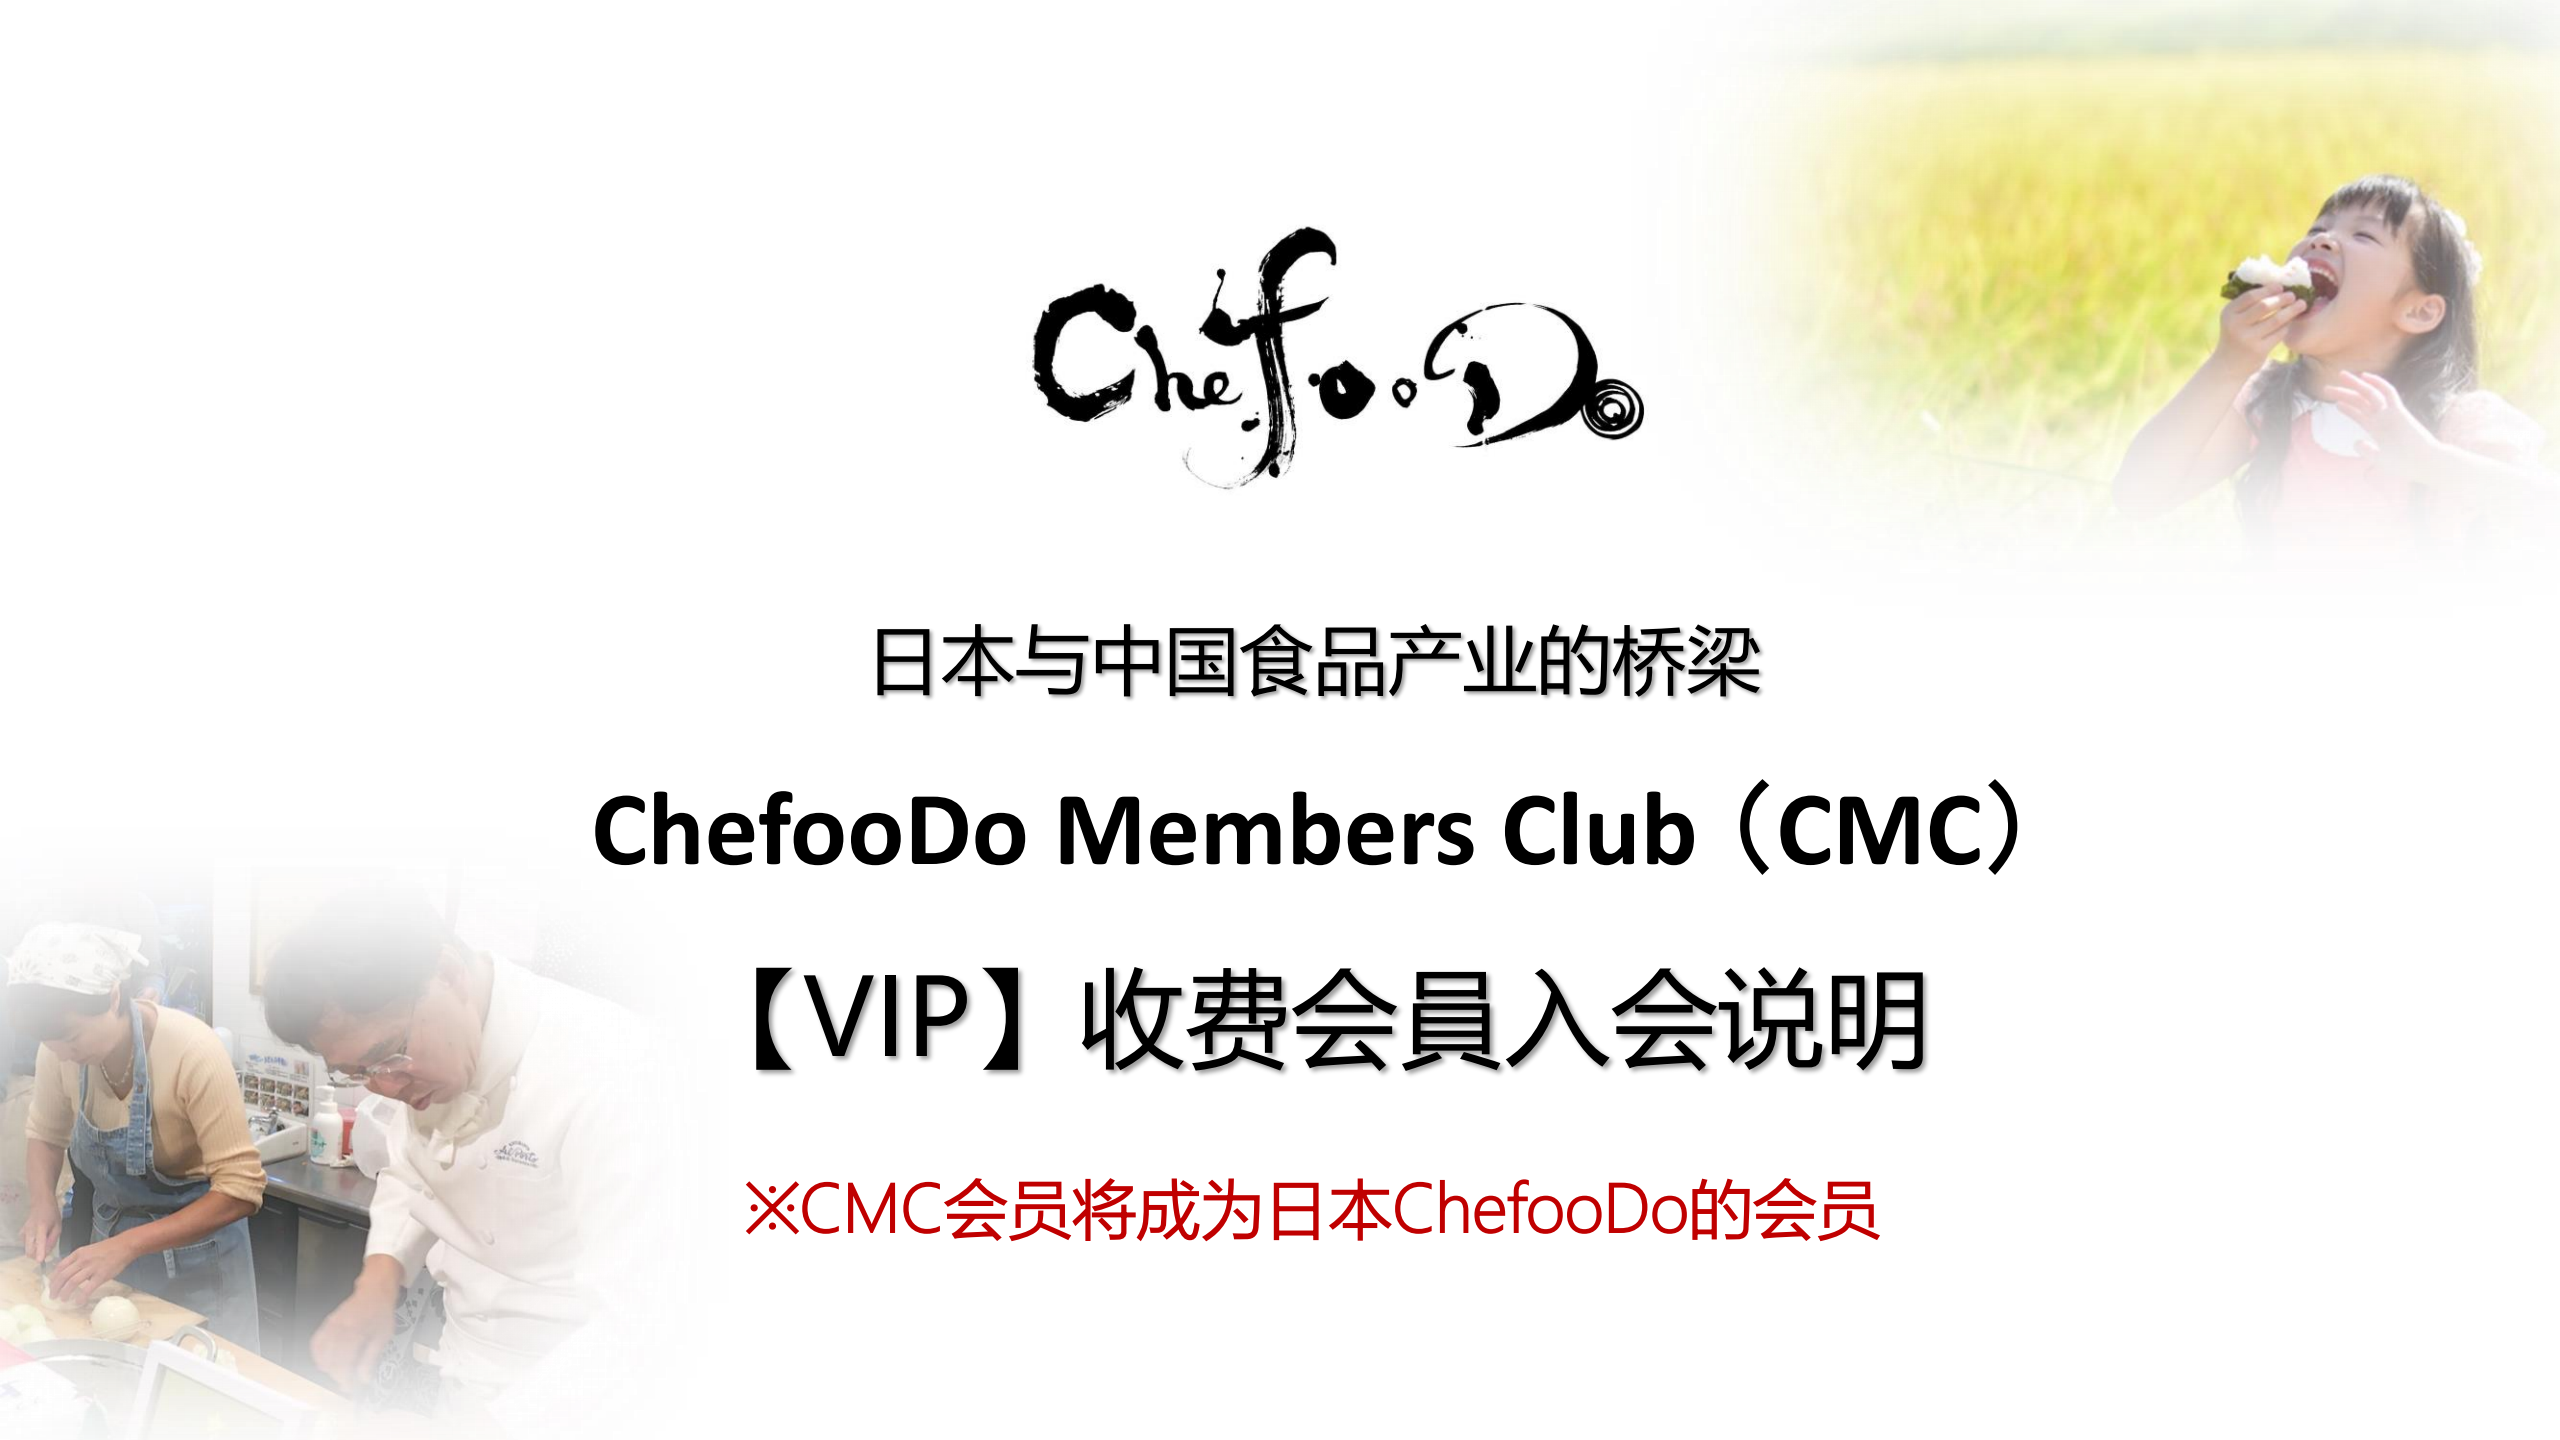 ChefooDo
日本与中国食品产业的桥梁
ChefooDo Members Club（CMC）
【VIP】收费会員入会说明
※CMC会员将成为日本ChefooDo的会员